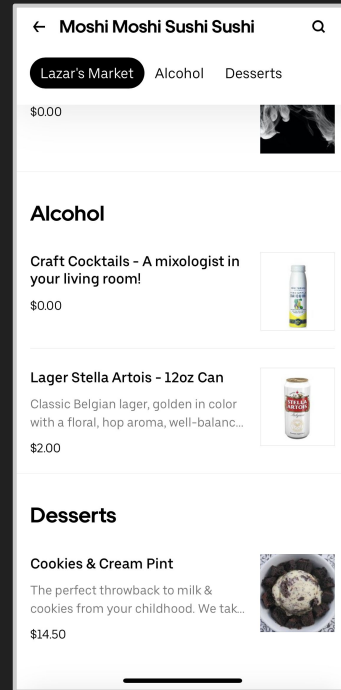 Moshi Moshi Sushi Sushi
Lazar's Market Alcohol Desserts
$0.00
Alcohol
Craft Cocktails - A mixologist in
your living room!
$0.00
Lager Stella Artois - 12oz Can
Classic Belgian lager, golden in color
with a floral, hop aroma, well-balanc...
$2.00
STELLA
ARTOIS
Desserts
Cookies & Cream Pint
The perfect throwback to milk &
cookies from your childhood. We tak...
$14.50